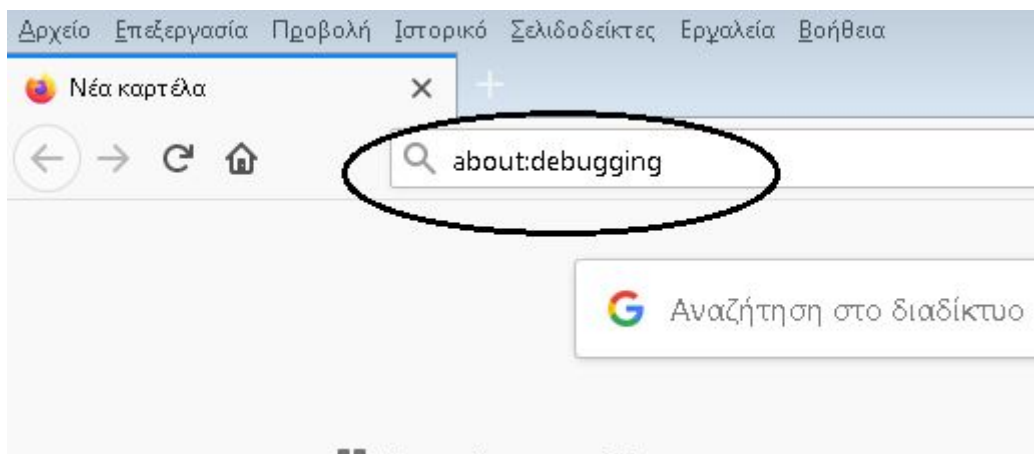 Αρχείο Επεξεργασία Προβολή Ιστορικό Σελιδοδείκτες Εργαλεία Βοήθεια
Νέα καρτέλα
about:debugging
Αναζήτηση στο διαδίκτυο